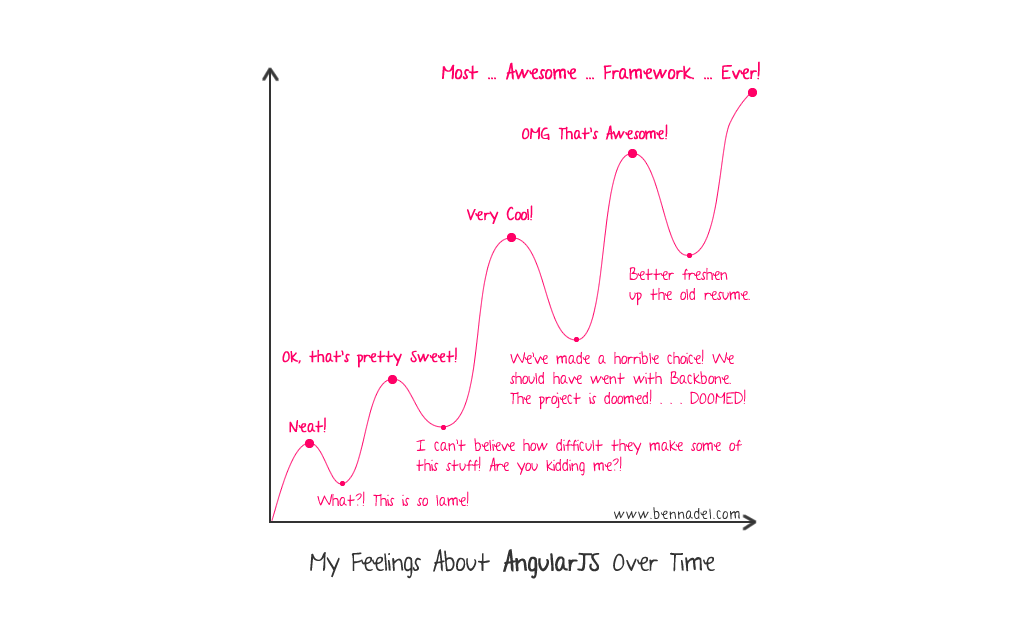 Most ... Awesome ... Framework ... Ever!
OMG That's Awesome!
Very Cool!
Better freshen
up the old resume.
OK, that's pretty Sweet!
We've made a horrible choice! We
should have went with Backbone.
The project is doomed! . . . DOOMED!
Neat!
I can't believe how difficult they make some of
this stuff! Are you kidding me?!
What?! This is so lame!
www.bennadel.com
My Feelings About AngularJS Over Time